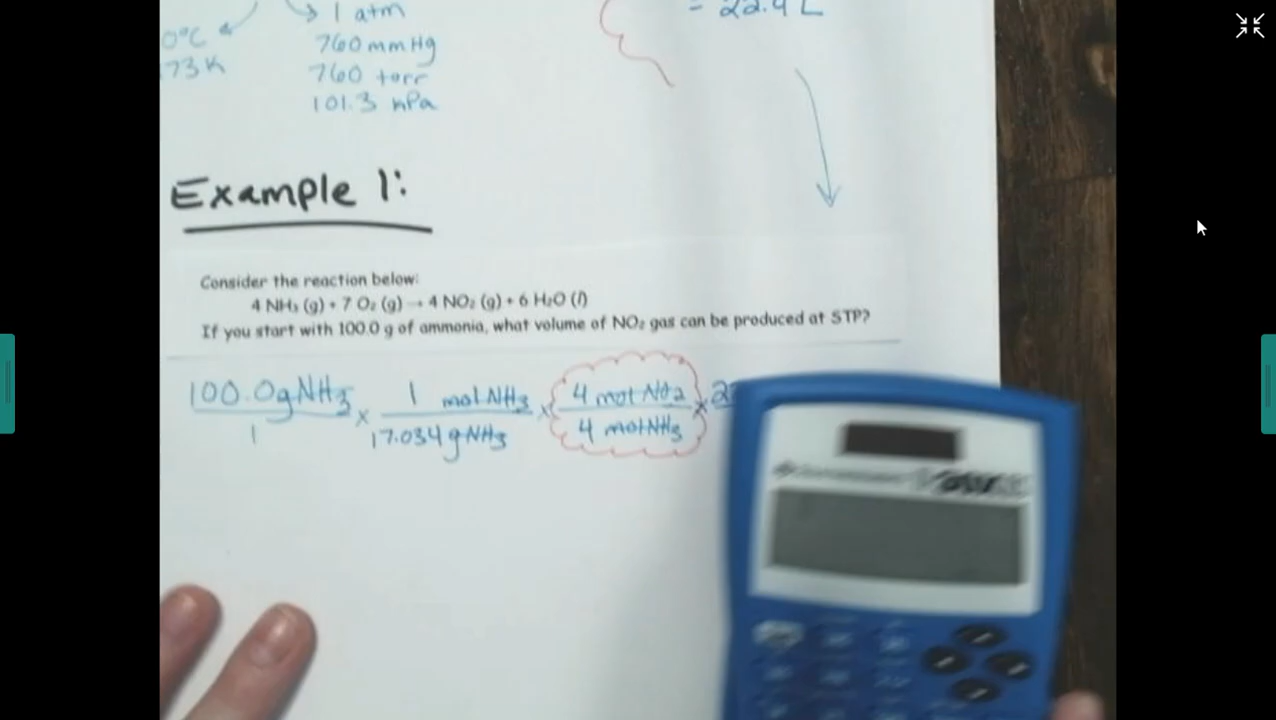 1 atm
= 22.4 L
0°C
760 mm Hg
73K
760 torr
101.3 kPa
Example 1:
Consider the reaction below:
4 NH₃ (g) + 7 O₂ (g) → 4 NO₂ (g) + 6 H₂O (l)
If you start with 100.0 g of ammonia, what volume of NO₂ gas can be produced at STP?
100.0g NH₃ x 1 mol NH₃ x 4 mol NO₂ x 2
1 17.034 g NH₃ 4 mol NH₃